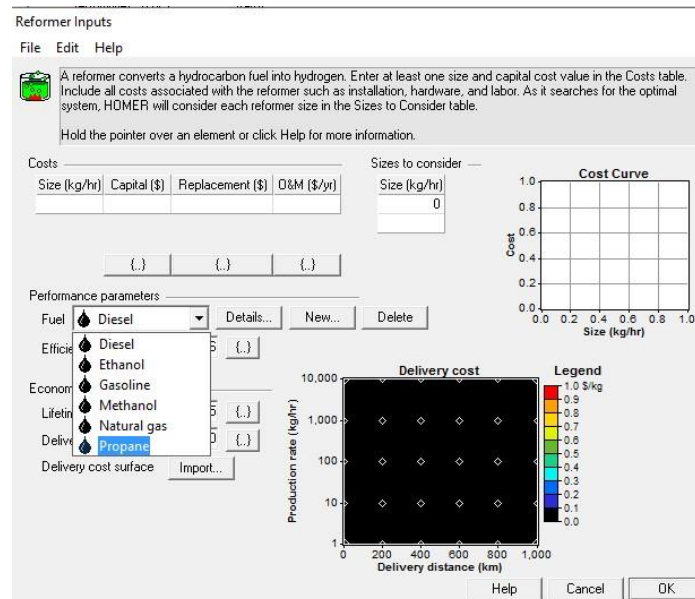 Reformer Inputs
File Edit Help
A reformer converts a hydrocarbon fuel into hydrogen. Enter at least one size and capital cost value in the Costs table.
Include all costs associated with the reformer such as installation, hardware, and labor. As it searches for the optimal
system, HOMER will consider each reformer size in the Sizes to Consider table.
Hold the pointer over an element or click Help for more information.
Costs
Size (kg/hr) Capital ($) Replacement ($) O&M ($/yr)
{..} {..} {..}
Sizes to consider
Size (kg/hr)
0
Cost Curve
1.0
0.8
0.6
0.4
0.2
0.0
Cost
0.0 0.2 0.4 0.6 0.8 1.0
Size (kg/hr)
Performance parameters
Fuel Diesel Details... New... Delete
Diesel
Ethanol
Gasoline
Methanol
Natural gas
Propane
Efficie {..}
Econom
Lifetin {..}
Delive {..}
Delivery cost surface Import...
Delivery cost
10,000
1,000
100
10
1
Production rate (kg/hr)
0 200 400 600 800 1,000
Delivery distance (km)
Legend
1.0 $/kg
0.9
0.8
0.7
0.6
0.5
0.4
0.3
0.2
0.1
0.0
Help Cancel OK